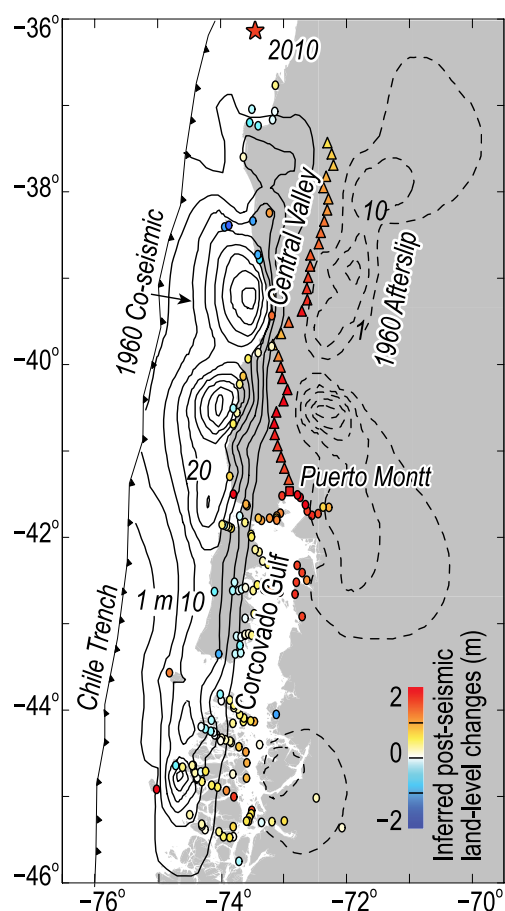 −36°
2010
−38°
Central Valley
10
1960 Co-seismic
1
1960 Afterslip
−40°
20
Puerto Montt
−42°
1 m 10
Corcovado Gulf
Chile Trench
−44°
2
0
−2
Inferred post-seismic
land-level changes (m)
−46°
−76° −74° −72° −70°